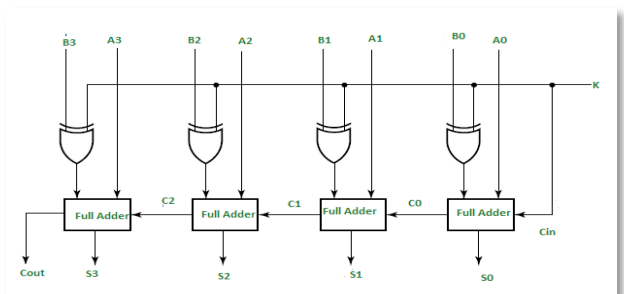 B3 A3 B2 A2 B1 A1 B0 A0
K
C2 C1 C0
Full Adder Full Adder Full Adder Full Adder
Cin
Cout S3 S2 S1 S0